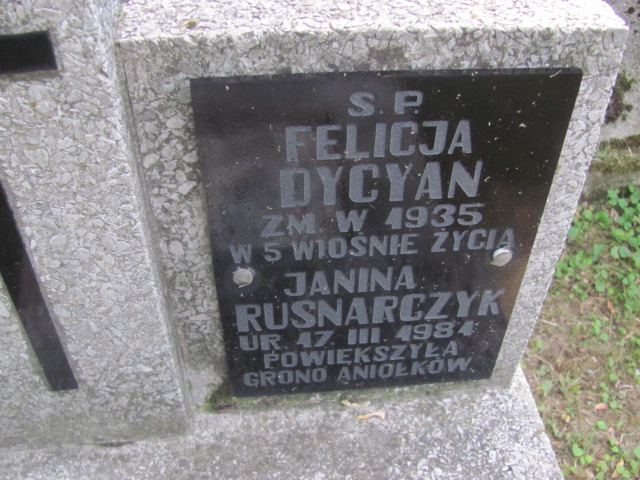 S.P.
FELICJA
DYCYAN
ZM. W 1935
W 5 WIOSNIE ŻYCIA
JANINA
RUSNARCZYK
UR. 17 III 1984
POWIEKSZYŁA
GRONO ANIOŁKÓW